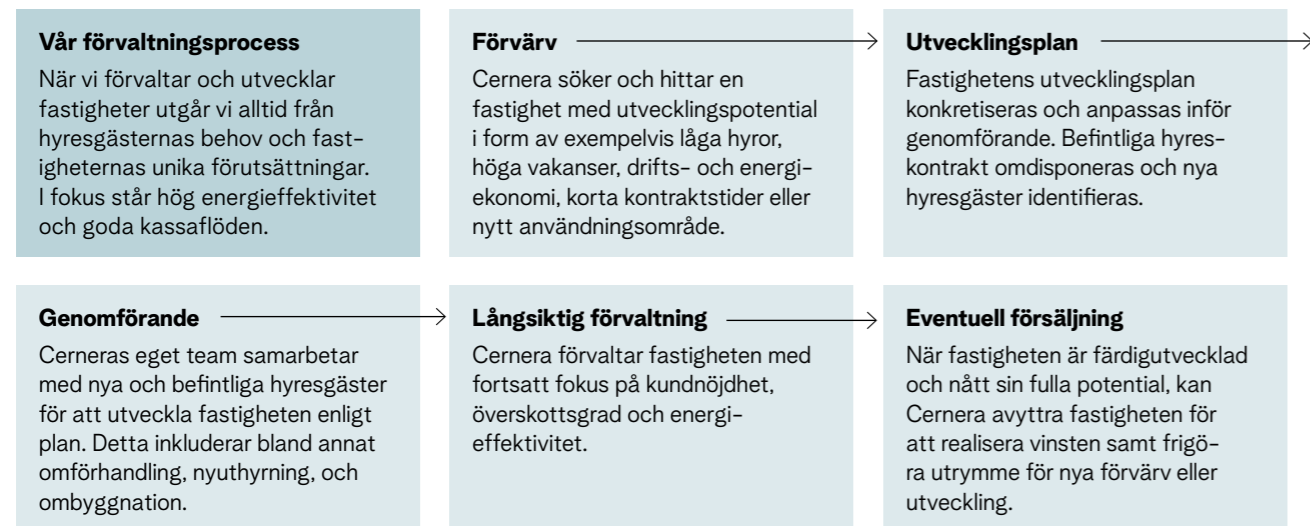 Vår förvaltningsprocess
När vi förvaltar och utvecklar
fastigheter utgår vi alltid från
hyresgästernas behov och fast-
igheternas unika förutsättningar.
I fokus står hög energieffektivitet
och goda kassaflöden.
Förvärv
Cernera söker och hittar en
fastighet med utvecklingspotential
i form av exempelvis låga hyror,
höga vakanser, drifts- och energi-
ekonomi, korta kontraktstider eller
nytt användningsområde.
Utvecklingsplan
Fastighetens utvecklingsplan
konkretiseras och anpassas inför
genomförande. Befintliga hyres-
kontrakt omdisponeras och nya
hyresgäster identifieras.
Genomförande
Cerneras eget team samarbetar
med nya och befintliga hyresgäster
för att utveckla fastigheten enligt
plan. Detta inkluderar bland annat
omförhandling, nyuthyrning, och
ombyggnation.
Långsiktig förvaltning
Cernera förvaltar fastigheten med
fortsatt fokus på kundnöjdhet,
överskottsgrad och energi-
effektivitet.
Eventuell försäljning
När fastigheten är färdigutvecklad
och nått sin fulla potential, kan
Cernera avyttra fastigheten för
att realisera vinsten samt frigö-
ra utrymme för nya förvärv eller
utveckling.